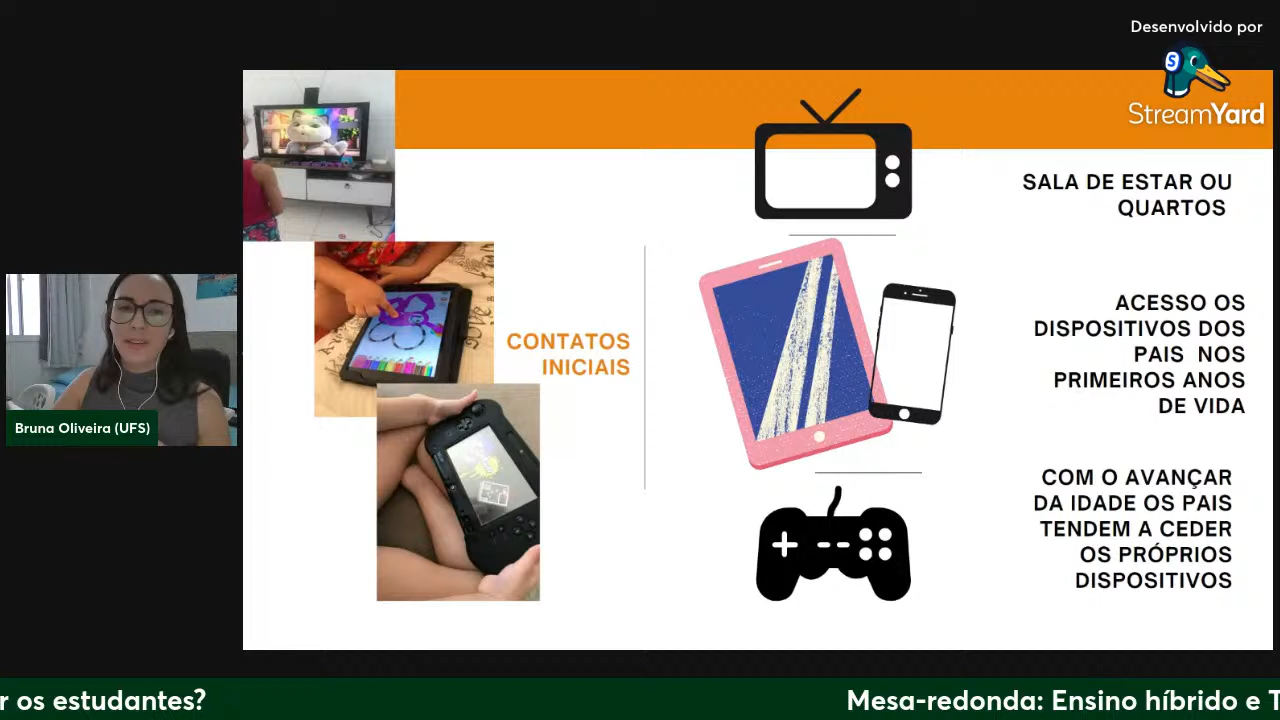 Desenvolvido por
StreamYard
SALA DE ESTAR OU
QUARTOS
CONTATOS
INICIAIS
ACESSO OS
DISPOSITIVOS DOS
PAIS NOS
PRIMEIROS ANOS
DE VIDA
COM O AVANÇAR
DA IDADE OS PAIS
TENDEM A CEDER
OS PRÓPRIOS
DISPOSITIVOS
Bruna Oliveira (UFS)
r os estudantes?
Mesa-redonda: Ensino híbrido e T